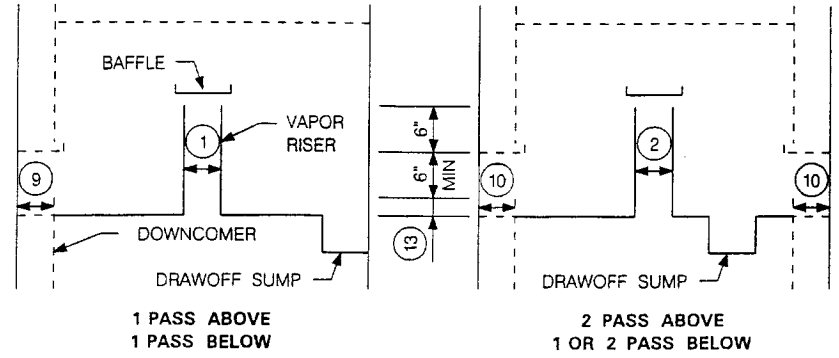 BAFFLE
1
VAPOR
RISER
9
DOWNCOMER
DRAWOFF SUMP
6"
6"
MIN
13
2
10
10
DRAWOFF SUMP
1 PASS ABOVE
1 PASS BELOW
2 PASS ABOVE
1 OR 2 PASS BELOW